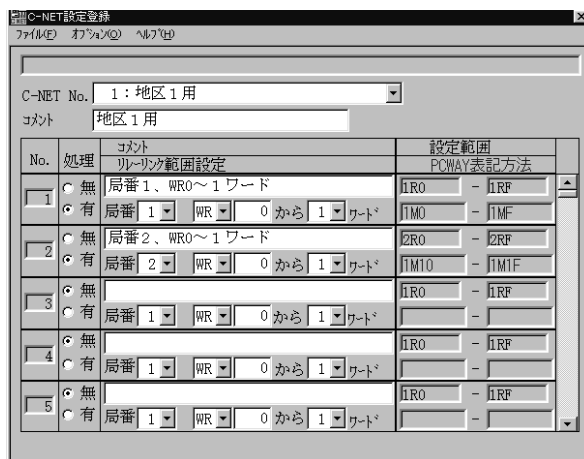 C-NET設定登録
ファイル(F) オプション(O) ヘルプ(H)
C-NET No. 1：地区１用
コメント 地区１用
No. 処理 コメント 設定範囲
リレーリンク範囲設定 PCWAY表記方法
1 無 局番１、WR0～１ワード 1R0 - 1RF
有 局番 1 WR 0 から 1 ワード 1M0 - 1MF
2 無 局番２、WR0～１ワード 2R0 - 2RF
有 局番 2 WR 0 から 1 ワード 1M10 - 1M1F
3 無 1R0 - 1RF
有 局番 1 WR 0 から 1 ワード -
4 無 1R0 - 1RF
有 局番 1 WR 0 から 1 ワード -
5 無 1R0 - 1RF
有 局番 1 WR 0 から 1 ワード -